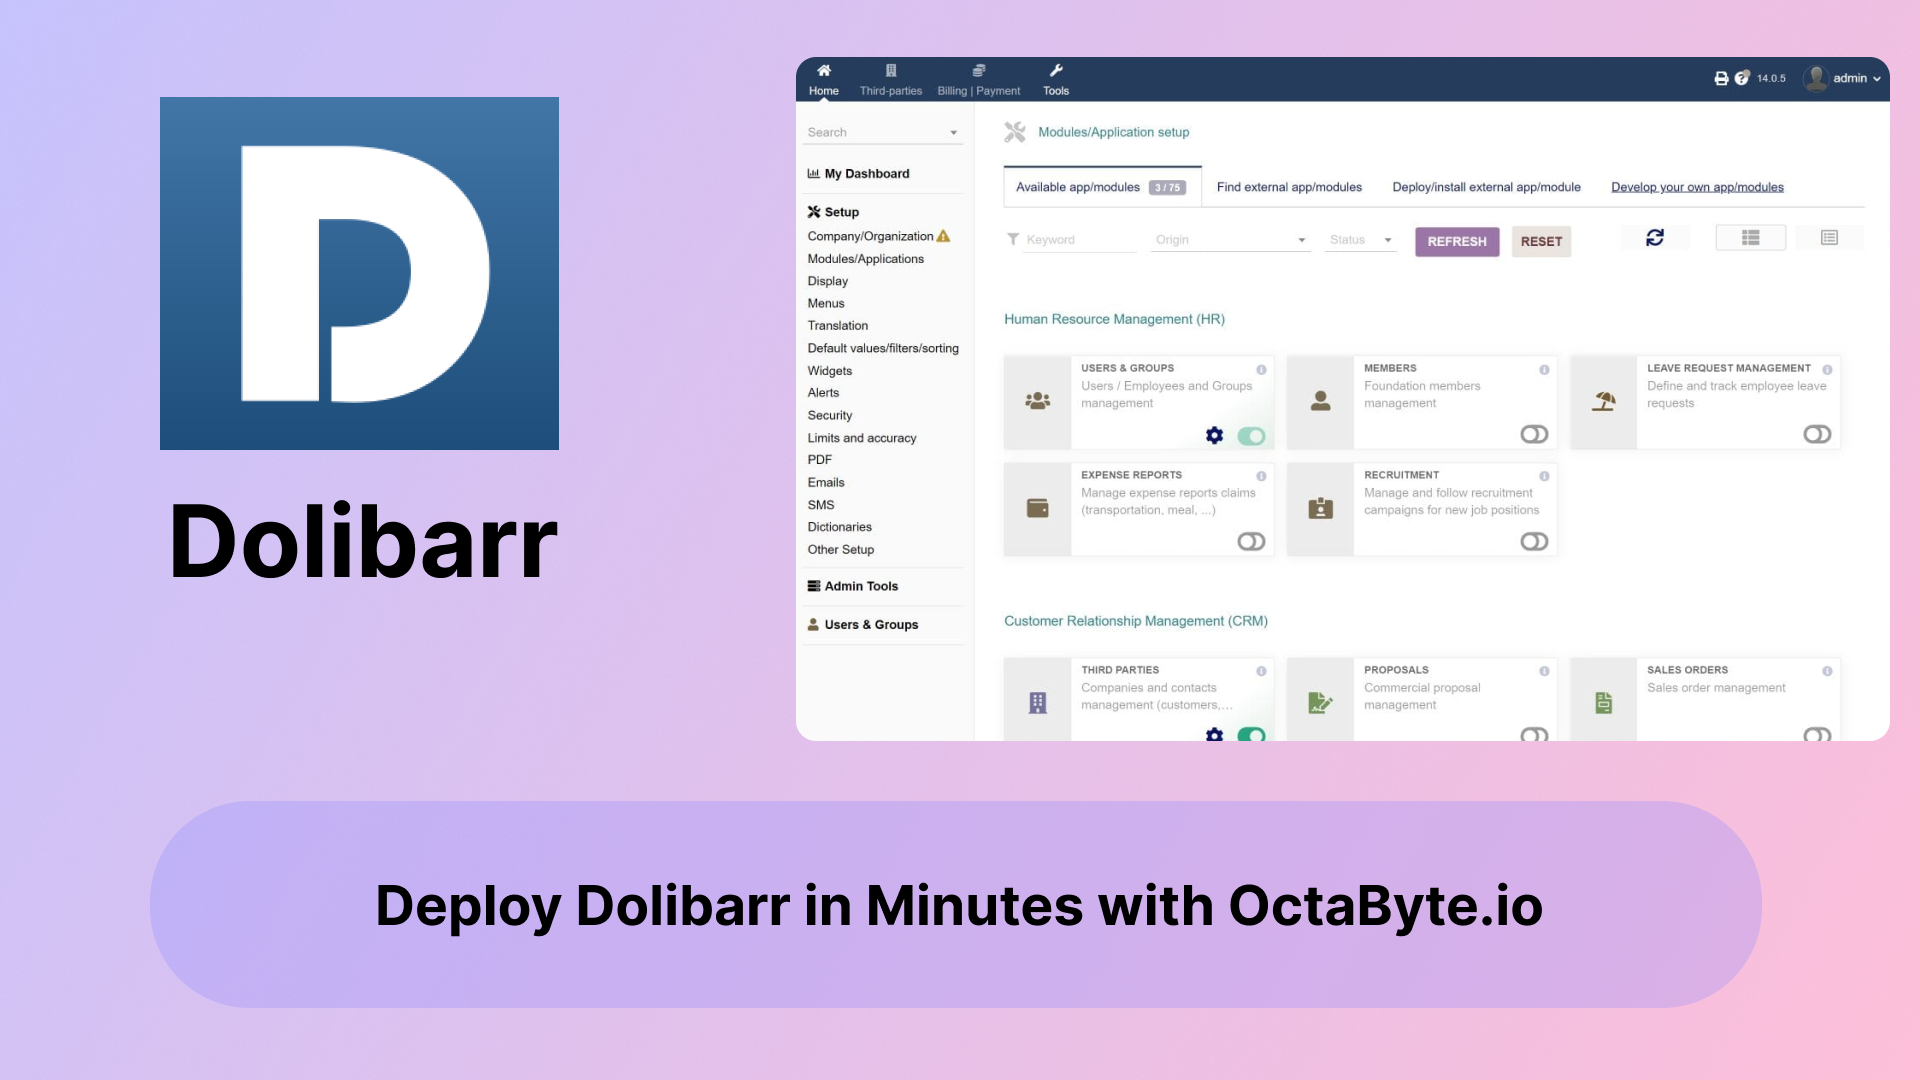 Dolibarr
Home
Third-parties
Billing | Payment
Tools
14.0.5
admin
Search
My Dashboard
Setup
Company/Organization
Modules/Applications
Display
Menus
Translation
Default values/filters/sorting
Widgets
Alerts
Security
Limits and accuracy
PDF
Emails
SMS
Dictionaries
Other Setup
Admin Tools
Users & Groups
Modules/Application setup
Available app/modules 3 / 75
Find external app/modules
Deploy/install external app/module
Develop your own app/modules
Keyword
Origin
Status
REFRESH
RESET
Human Resource Management (HR)
USERS & GROUPS
Users / Employees and Groups
management
MEMBERS
Foundation members
management
LEAVE REQUEST MANAGEMENT
Define and track employee leave
requests
EXPENSE REPORTS
Manage expense reports claims
(transportation, meal, ...)
RECRUITMENT
Manage and follow recruitment
campaigns for new job positions
Customer Relationship Management (CRM)
THIRD PARTIES
Companies and contacts
management (customers,...
PROPOSALS
Commercial proposal
management
SALES ORDERS
Sales order management
Deploy Dolibarr in Minutes with OctaByte.io